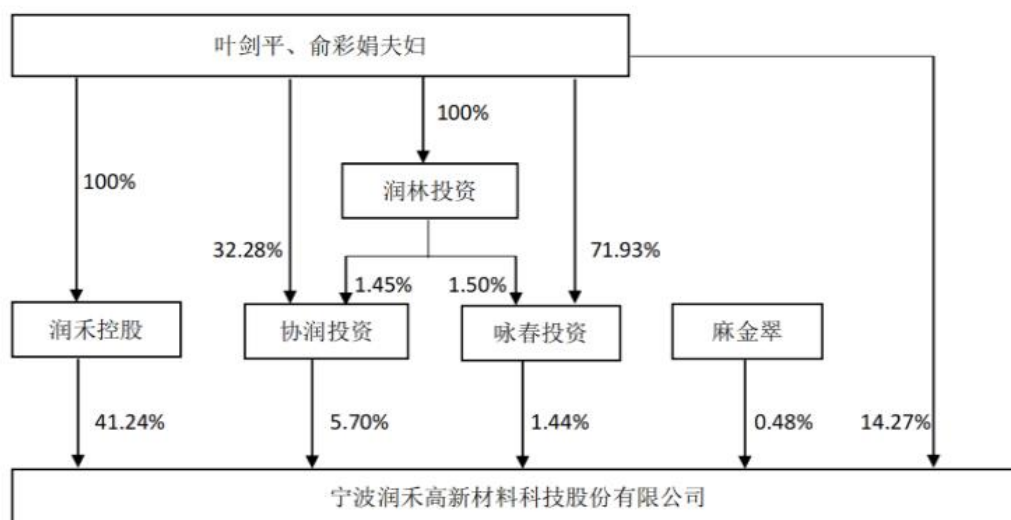 叶剑平、俞彩娟夫妇
100%
100%
润林投资
32.28%
71.93%
1.45%
1.50%
润禾控股
协润投资
咏春投资
麻金翠
41.24%
5.70%
1.44%
0.48%
14.27%
宁波润禾高新材料科技股份有限公司